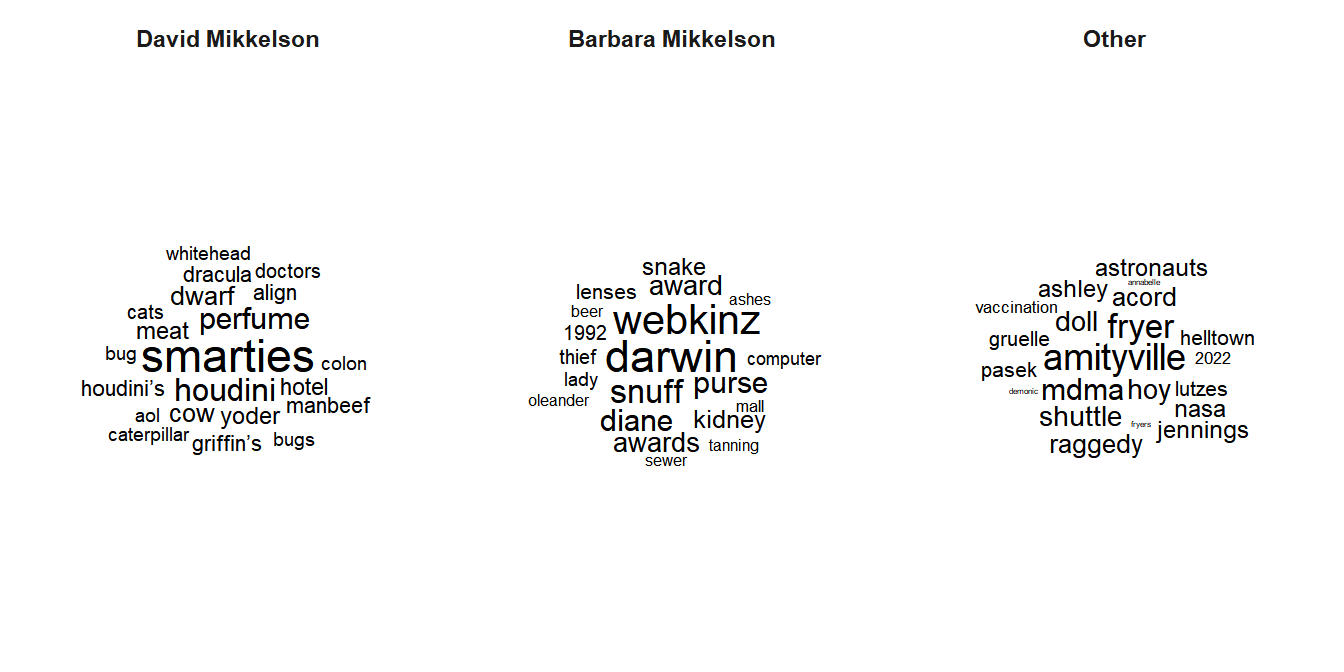 David Mikkelson
whitehead
dracula doctors
dwarf align
cats perfume
meat
bug smarties colon
houdini’s houdini hotel
manbeef
aol cow yoder
caterpillar griffin’s bugs
Barbara Mikkelson
snake
lenses award ashes
beer webkinz
1992
thief darwin computer
lady snuff purse
oleander mall
diane kidney
awards tanning
sewer
Other
astronauts
annabelle
ashley acord
vaccination doll fryer
gruelle helltown
amityville 2022
pasek
demonic mdma hoy lutzes
shuttle nasa
fryers jennings
raggedy